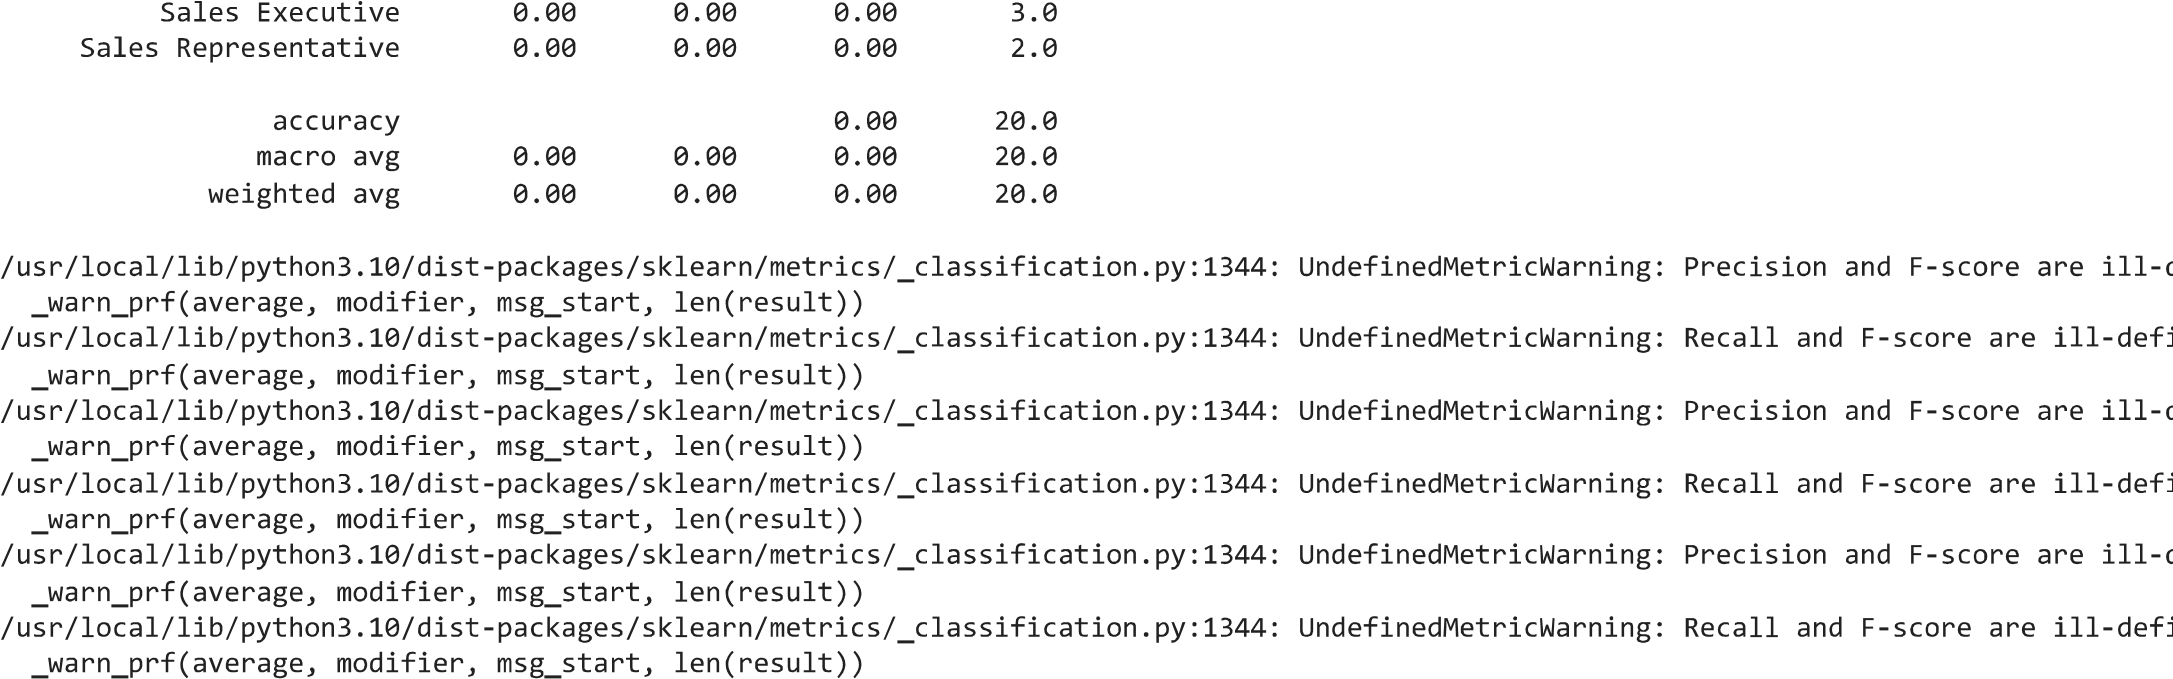 Sales Executive 0.00 0.00 0.00 3.0
Sales Representative 0.00 0.00 0.00 2.0
accuracy 0.00 20.0
macro avg 0.00 0.00 0.00 20.0
weighted avg 0.00 0.00 0.00 20.0
/usr/local/lib/python3.10/dist-packages/sklearn/metrics/_classification.py:1344: UndefinedMetricWarning: Precision and F-score are ill-d
_warn_prf(average, modifier, msg_start, len(result))
/usr/local/lib/python3.10/dist-packages/sklearn/metrics/_classification.py:1344: UndefinedMetricWarning: Recall and F-score are ill-defi
_warn_prf(average, modifier, msg_start, len(result))
/usr/local/lib/python3.10/dist-packages/sklearn/metrics/_classification.py:1344: UndefinedMetricWarning: Precision and F-score are ill-d
_warn_prf(average, modifier, msg_start, len(result))
/usr/local/lib/python3.10/dist-packages/sklearn/metrics/_classification.py:1344: UndefinedMetricWarning: Recall and F-score are ill-defi
_warn_prf(average, modifier, msg_start, len(result))
/usr/local/lib/python3.10/dist-packages/sklearn/metrics/_classification.py:1344: UndefinedMetricWarning: Precision and F-score are ill-d
_warn_prf(average, modifier, msg_start, len(result))
/usr/local/lib/python3.10/dist-packages/sklearn/metrics/_classification.py:1344: UndefinedMetricWarning: Recall and F-score are ill-defi
_warn_prf(average, modifier, msg_start, len(result))